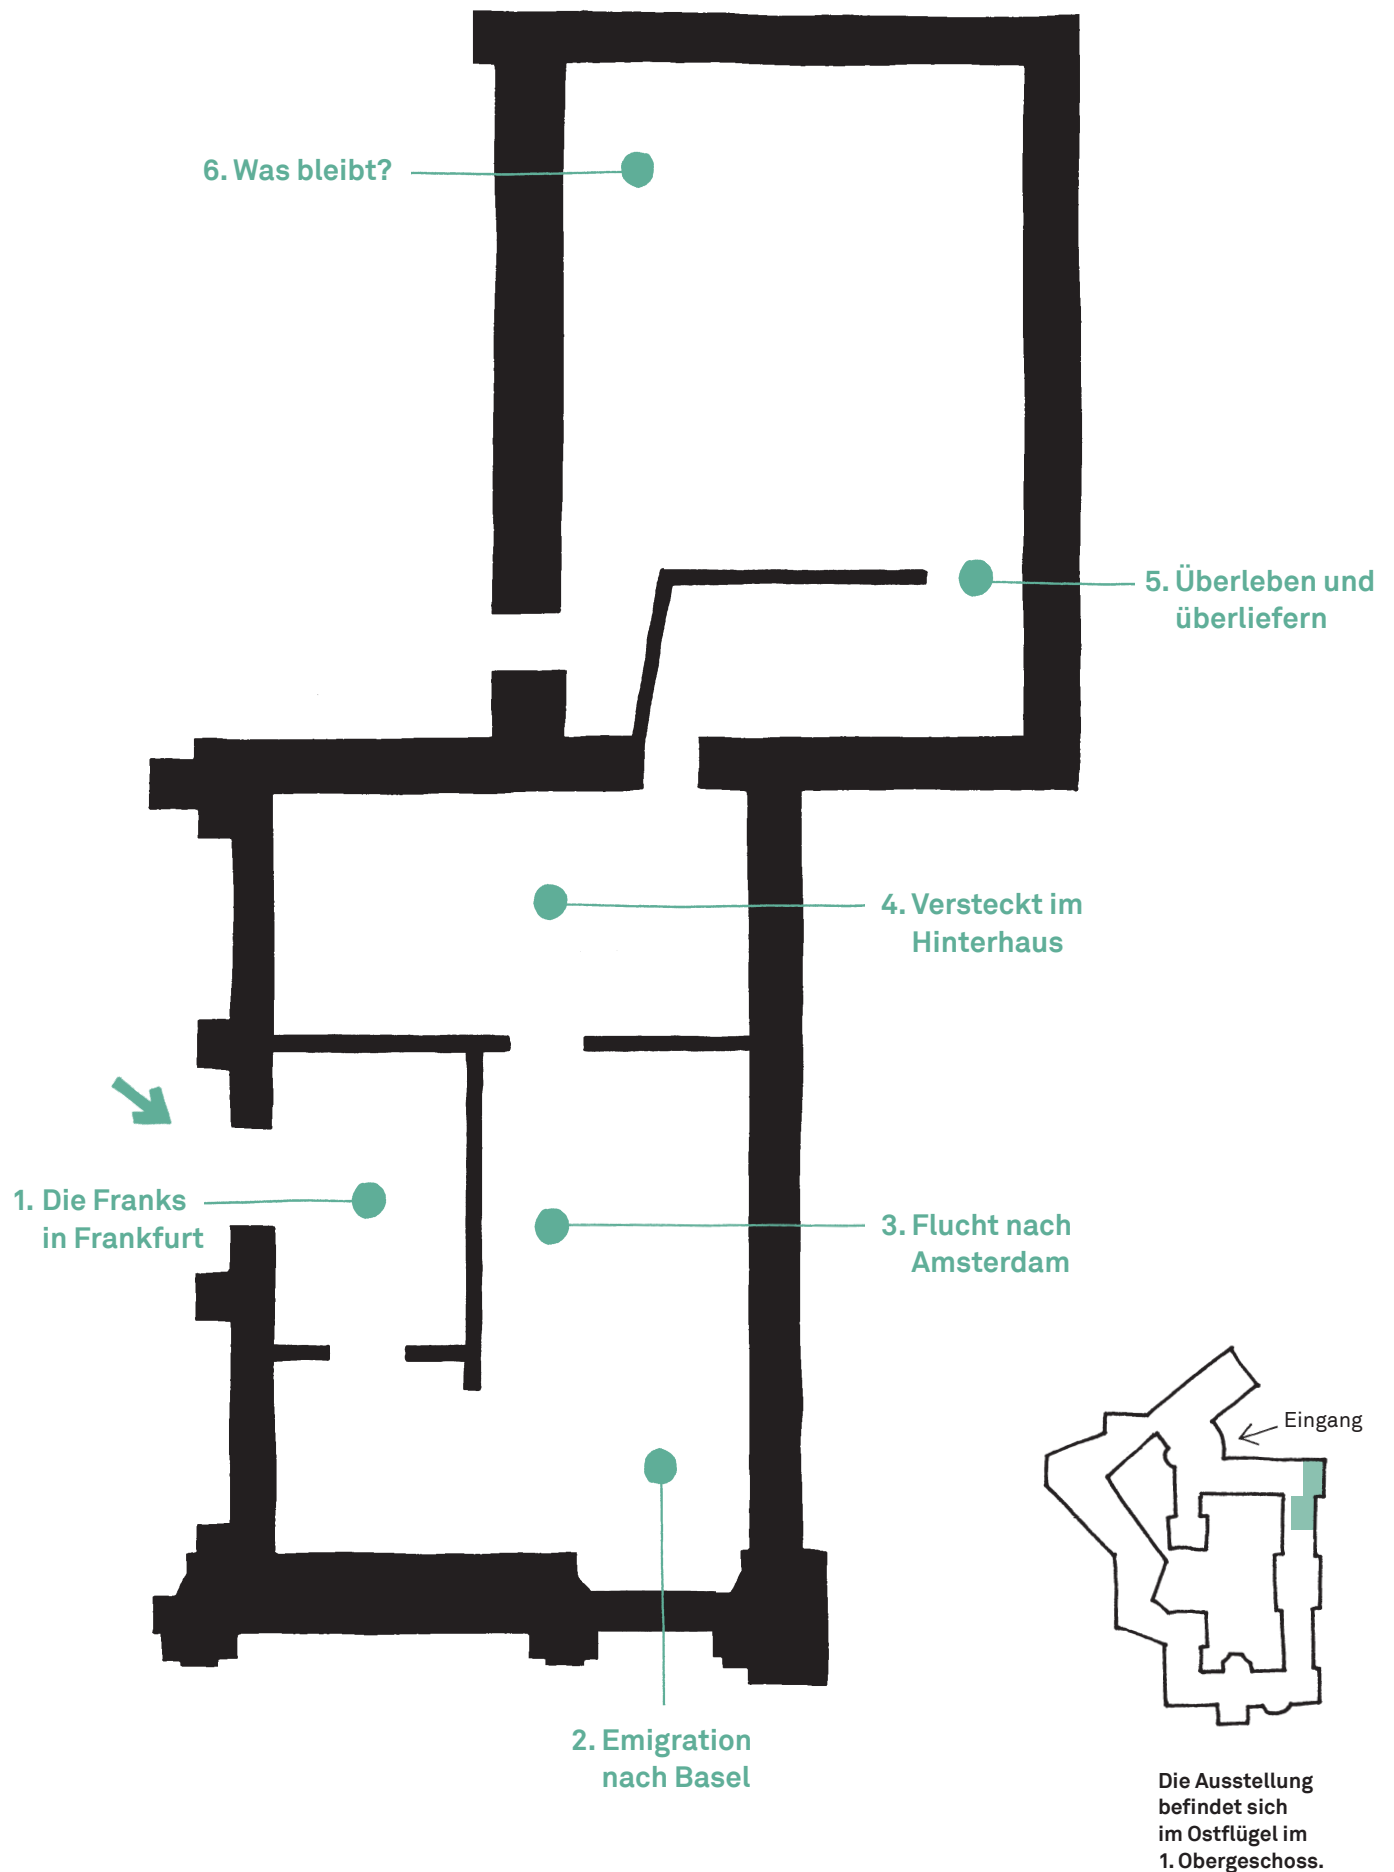 6. Was bleibt?
5. Überleben und
überliefern
4. Versteckt im
Hinterhaus
1. Die Franks
in Frankfurt
3. Flucht nach
Amsterdam
2. Emigration
nach Basel
Eingang
Die Ausstellung
befindet sich
im Ostflügel im
1. Obergeschoss.